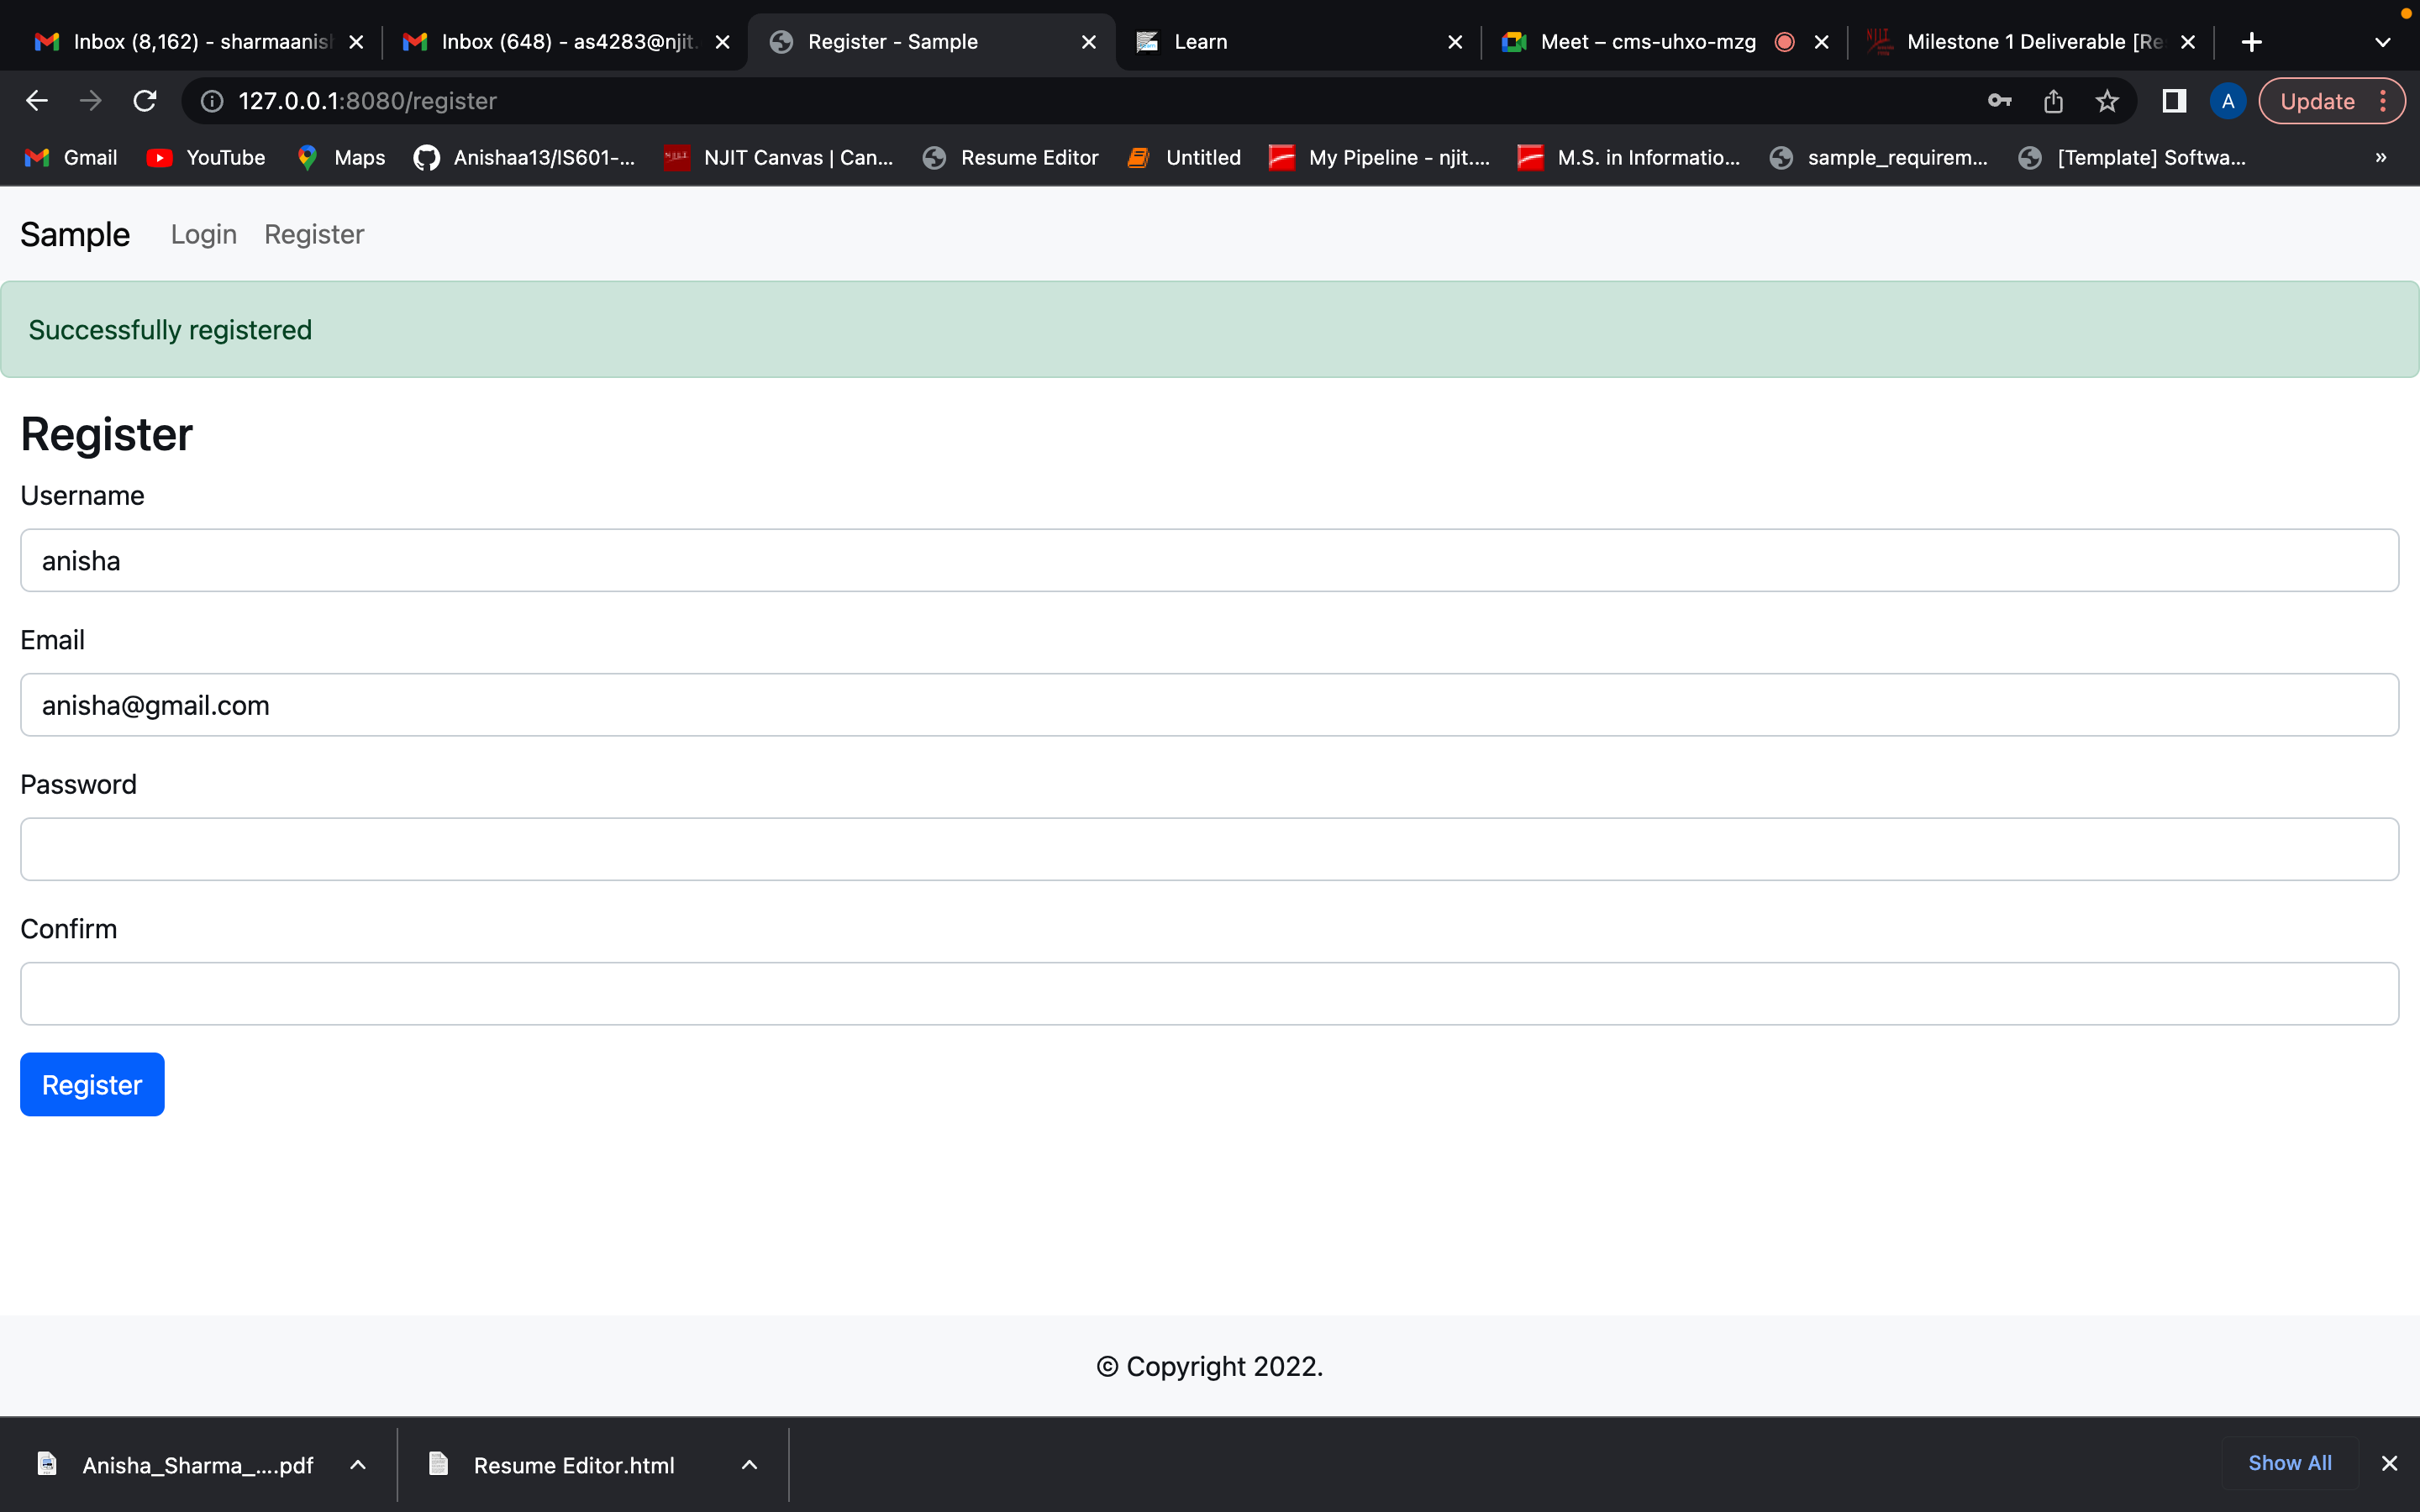 Inbox (8,162) - sharmaanish
Inbox (648) - as4283@njit.
Register - Sample
Learn
Meet – cms-uhxo-mzg
Milestone 1 Deliverable [Re
127.0.0.1:8080/register
A
Update
Gmail
YouTube
Maps
Anishaa13/IS601-...
NJIT Canvas | Can...
Resume Editor
Untitled
My Pipeline - njit....
M.S. in Informatio...
sample_requirem...
[Template] Softwa...
»
Sample Login Register
Successfully registered
Register
Username
anisha
Email
anisha@gmail.com
Password
Confirm
Register
© Copyright 2022.
Anisha_Sharma_....pdf
Resume Editor.html
Show All